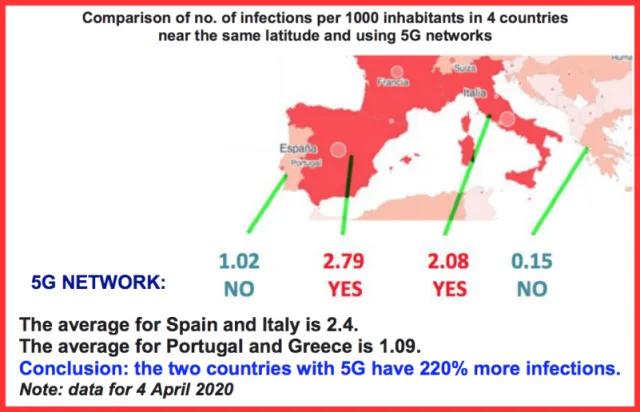 Comparison of no. of infections per 1000 inhabitants in 4 countries
near the same latitude and using 5G networks
Suiza
Francia
Italia
España
Portugal
1.02 2.79 2.08 0.15
5G NETWORK: NO YES YES NO
The average for Spain and Italy is 2.4.
The average for Portugal and Greece is 1.09.
Conclusion: the two countries with 5G have 220% more infections.
Note: data for 4 April 2020